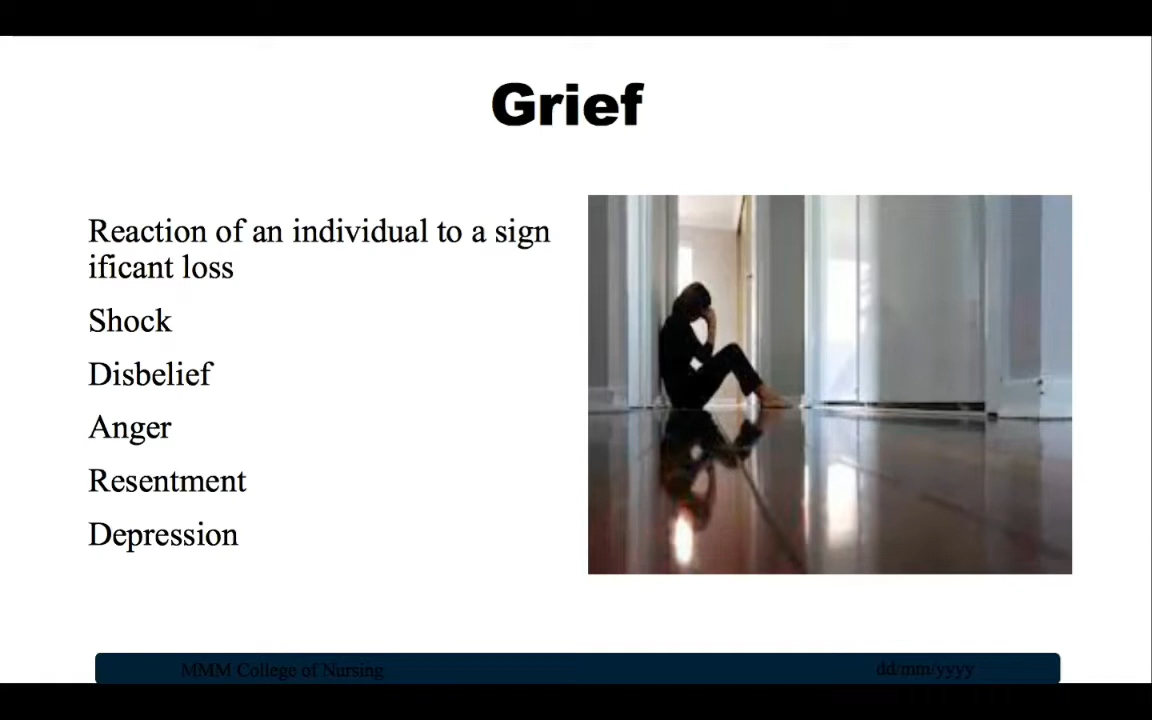 Grief
Reaction of an individual to a sign
ificant loss
Shock
Disbelief
Anger
Resentment
Depression
MMM College of Nursing
dd/mm/yyyy